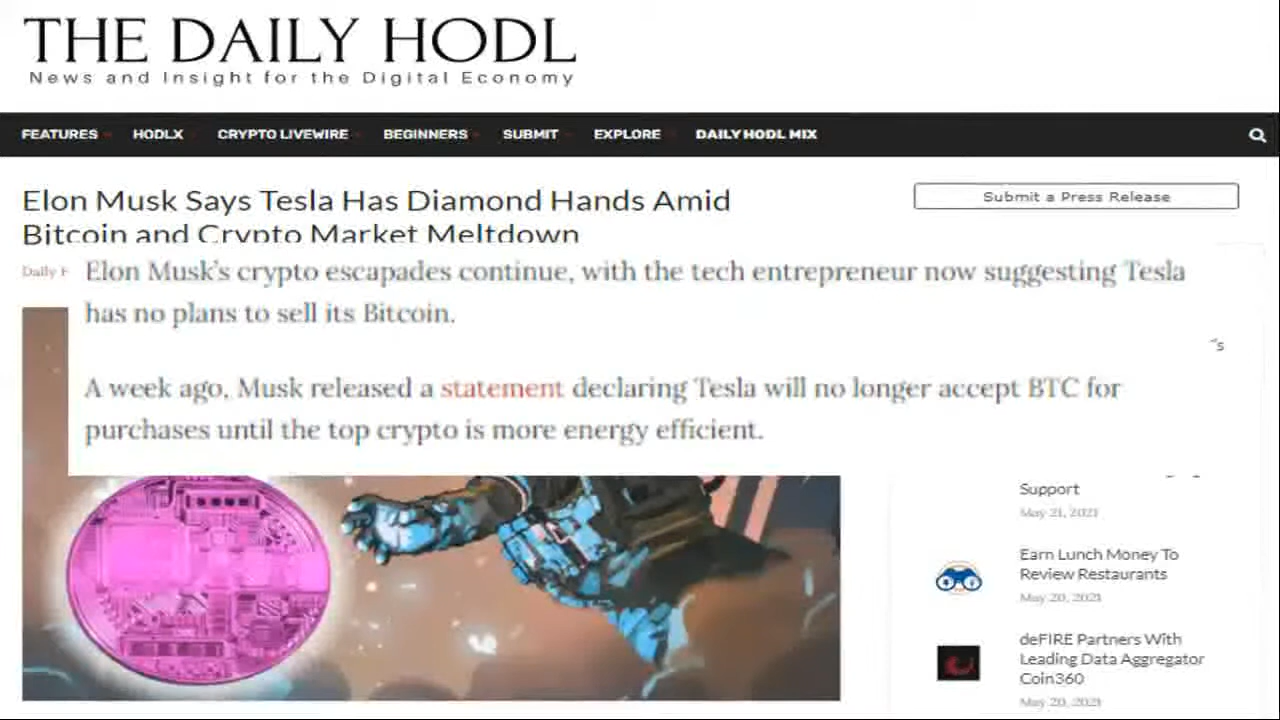 THE DAILY HODL
News and Insight for the Digital Economy
FEATURES HODLX CRYPTO LIVEWIRE BEGINNERS SUBMIT EXPLORE DAILY HODL MIX
Elon Musk Says Tesla Has Diamond Hands Amid
Bitcoin and Crypto Market Meltdown
Submit a Press Release
Daily
Elon Musk's crypto escapades continue, with the tech entrepreneur now suggesting Tesla
has no plans to sell its Bitcoin.
A week ago, Musk released a statement declaring Tesla will no longer accept BTC for
purchases until the top crypto is more energy efficient.
Support
May 21, 2021
Earn Lunch Money To
Review Restaurants
May 20, 2021
deFIRE Partners With
Leading Data Aggregator
Coin360
May 20, 2021